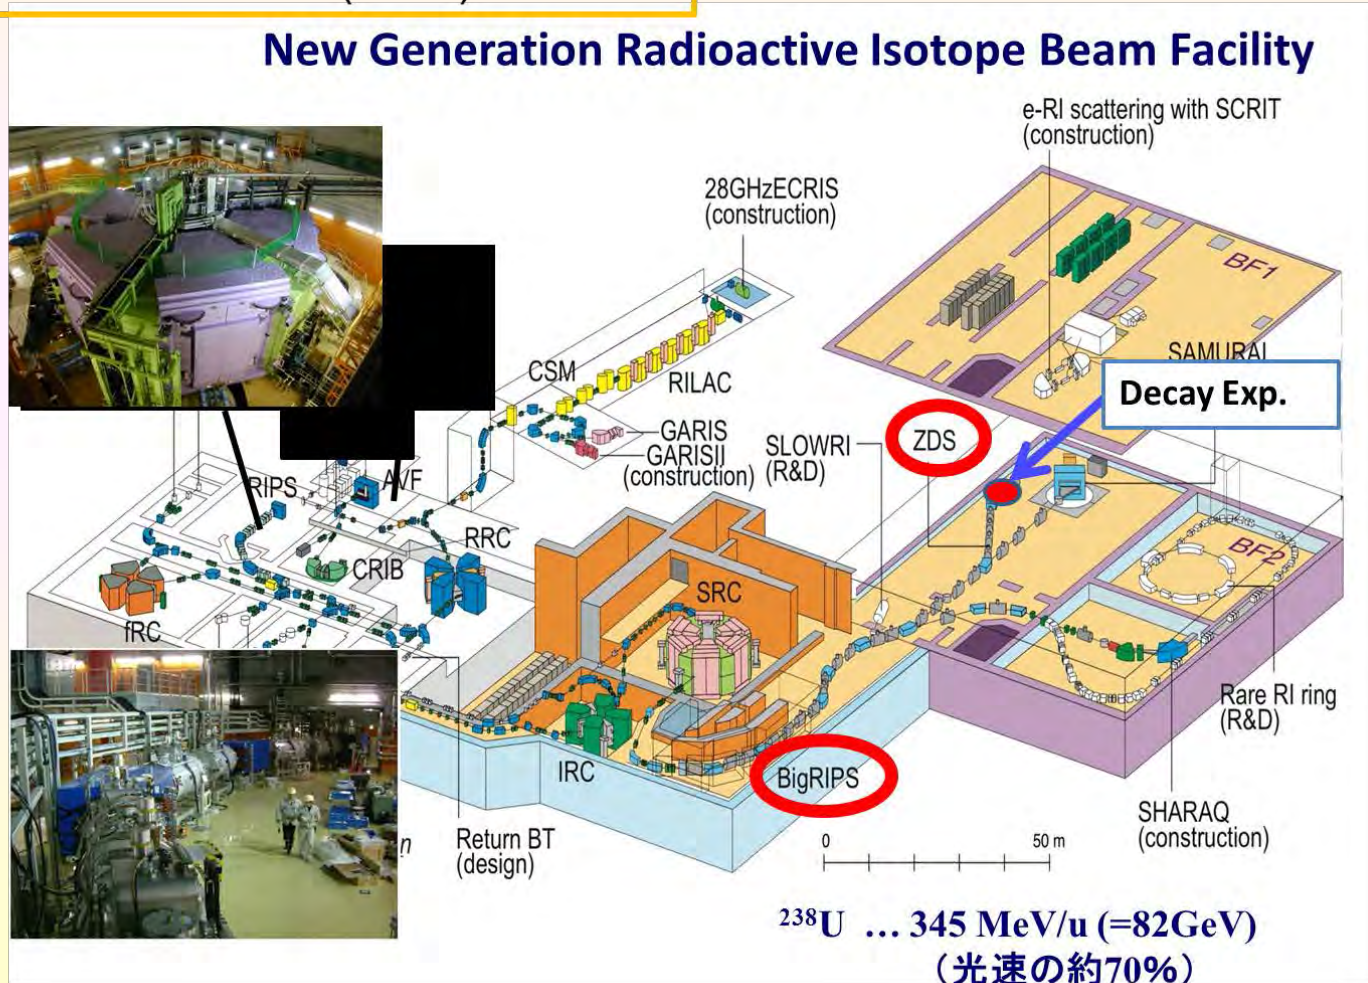 New Generation Radioactive Isotope Beam Facility
e-RI scattering with SCRIT
(construction)
28GHzECRIS
(construction)
BF1
SAMURAI
CSM
RILAC
Decay Exp.
GARIS
GARISII
(construction)
SLOWRI
(R&D)
ZDS
RIPS
AVF
RRC
CRIB
BF2
SRC
fRC
Rare RI ring
(R&D)
IRC
BigRIPS
SHARAQ
(construction)
Return BT
(design)
0
50 m
²³⁸U … 345 MeV/u (=82GeV)
(光速の約70%)